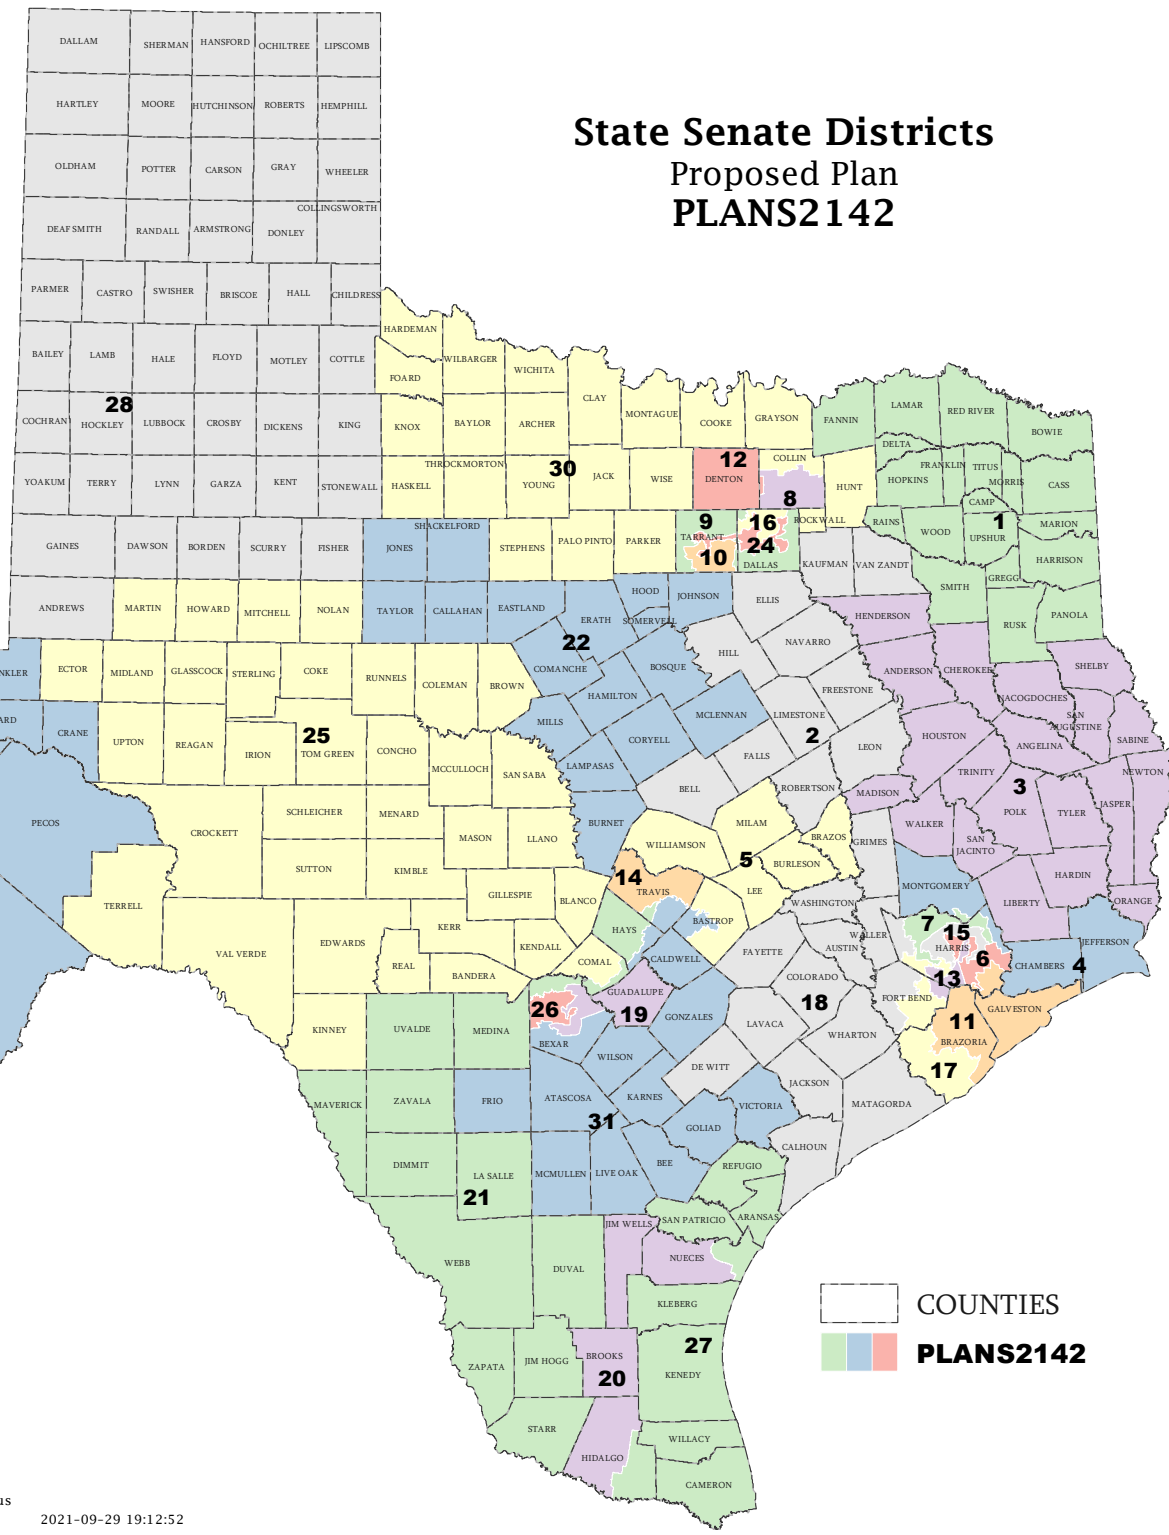 State Senate Districts
Proposed Plan
PLANS2142
DALLAM SHERMAN HANSFORD OCHILTREE LIPSCOMB
HARTLEY MOORE HUTCHINSON ROBERTS HEMPHILL
OLDHAM POTTER CARSON GRAY WHEELER
COLLINGSWORTH
DEAF SMITH RANDALL ARMSTRONG DONLEY
PARMER CASTRO SWISHER BRISCOE HALL CHILDRESS
HARDEMAN
BAILEY LAMB HALE FLOYD MOTLEY COTTLE WILBARGER WICHITA
FOARD
28
CLAY
COCHRAN HOCKLEY LUBBOCK CROSBY DICKENS KING KNOX BAYLOR ARCHER MONTAGUE COOKE GRAYSON FANNIN LAMAR RED RIVER BOWIE
DELTA
THROCKMORTON 30 12 COLLIN FRANKLIN TITUS
YOAKUM TERRY LYNN GARZA KENT STONEWALL HASKELL YOUNG JACK WISE DENTON HUNT HOPKINS MORRIS CASS
8 CAMP
SHACKELFORD 9 16 ROCKWALL RAINS WOOD 1 MARION
GAINES DAWSON BORDEN SCURRY FISHER JONES STEPHENS PALO PINTO PARKER TARRANT 24 UPSHUR
10 DALLAS KAUFMAN VAN ZANDT HARRISON
SMITH GREGG
ANDREWS MARTIN HOWARD MITCHELL NOLAN TAYLOR CALLAHAN EASTLAND HOOD JOHNSON ELLIS
ERATH SOMERVELL HENDERSON RUSK PANOLA
22 NAVARRO
NKLER ECTOR MIDLAND GLASSCOCK STERLING COKE RUNNELS COLEMAN BROWN COMANCHE BOSQUE HILL ANDERSON CHEROKEE SHELBY
HAMILTON FREESTONE NACOGDOCHES
ARD CRANE UPTON REAGAN IRION 25 MILLS MCLENNAN LIMESTONE SAN
TOM GREEN CONCHO CORYELL 2 LEON HOUSTON ANGELINA AUGUSTINE SABINE
MCCULLOCH SAN SABA LAMPASAS FALLS TRINITY NEWTON
BELL ROBERTSON MADISON 3
SCHLEICHER MENARD POLK TYLER JASPER
PECOS CROCKETT MASON LLANO BURNET MILAM BRAZOS GRIMES WALKER SAN
WILLIAMSON JACINTO
SUTTON KIMBLE 5 BURLESON
14 MONTGOMERY HARDIN
GILLESPIE BLANCO TRAVIS LEE WASHINGTON LIBERTY ORANGE
TERRELL HAYS BASTROP 7 15
KERR WALLER HARRIS JEFFERSON
VAL VERDE EDWARDS KENDALL FAYETTE AUSTIN 6
REAL COMAL CALDWELL CHAMBERS 4
BANDERA COLORADO 13
GUADALUPE FORT BEND
26 19 18 GALVESTON
KINNEY UVALDE MEDINA BEXAR GONZALES LAVACA WHARTON 11
WILSON BRAZORIA
DE WITT 17
MAVERICK ZAVALA FRIO ATASCOSA KARNES JACKSON MATAGORDA
31 GOLIAD VICTORIA
DIMMIT LA SALLE MCMULLEN LIVE OAK BEE REFUGIO CALHOUN
21
JIM WELLS SAN PATRICIO ARANSAS
WEBB DUVAL NUECES
KLEBERG
27
ZAPATA JIM HOGG BROOKS KENEDY
20
STARR HIDALGO WILLACY
CAMERON
COUNTIES
PLANS2142
us
2021-09-29 19:12:52